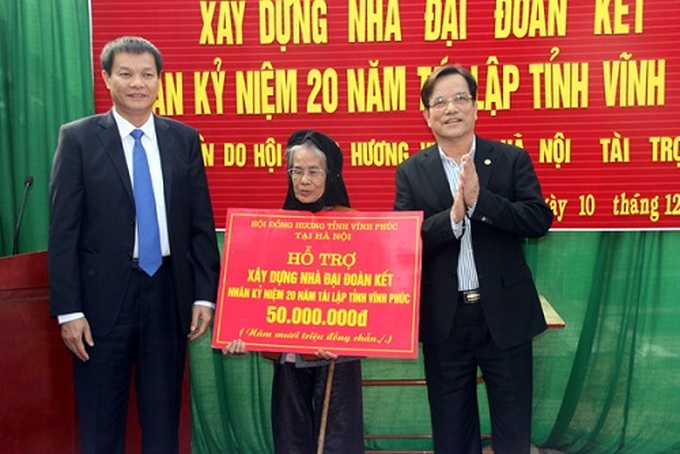 XÂY DỰNG NHÀ ĐẠI ĐOÀN KẾT
NHÂN KỶ NIỆM 20 NĂM TÁI LẬP TỈNH VĨNH
DO HỘI HƯƠNG HÀ NỘI TÀI TRỢ
10 tháng 12
HỘI ĐỒNG HƯƠNG TỈNH VĨNH PHÚC
TẠI HÀ NỘI
HỖ TRỢ
XÂY DỰNG NHÀ ĐẠI ĐOÀN KẾT
NHÂN KỶ NIỆM 20 NĂM TÁI LẬP TỈNH VĨNH PHÚC
50.000.000đ
(Năm mươi triệu đồng chẵn./.)